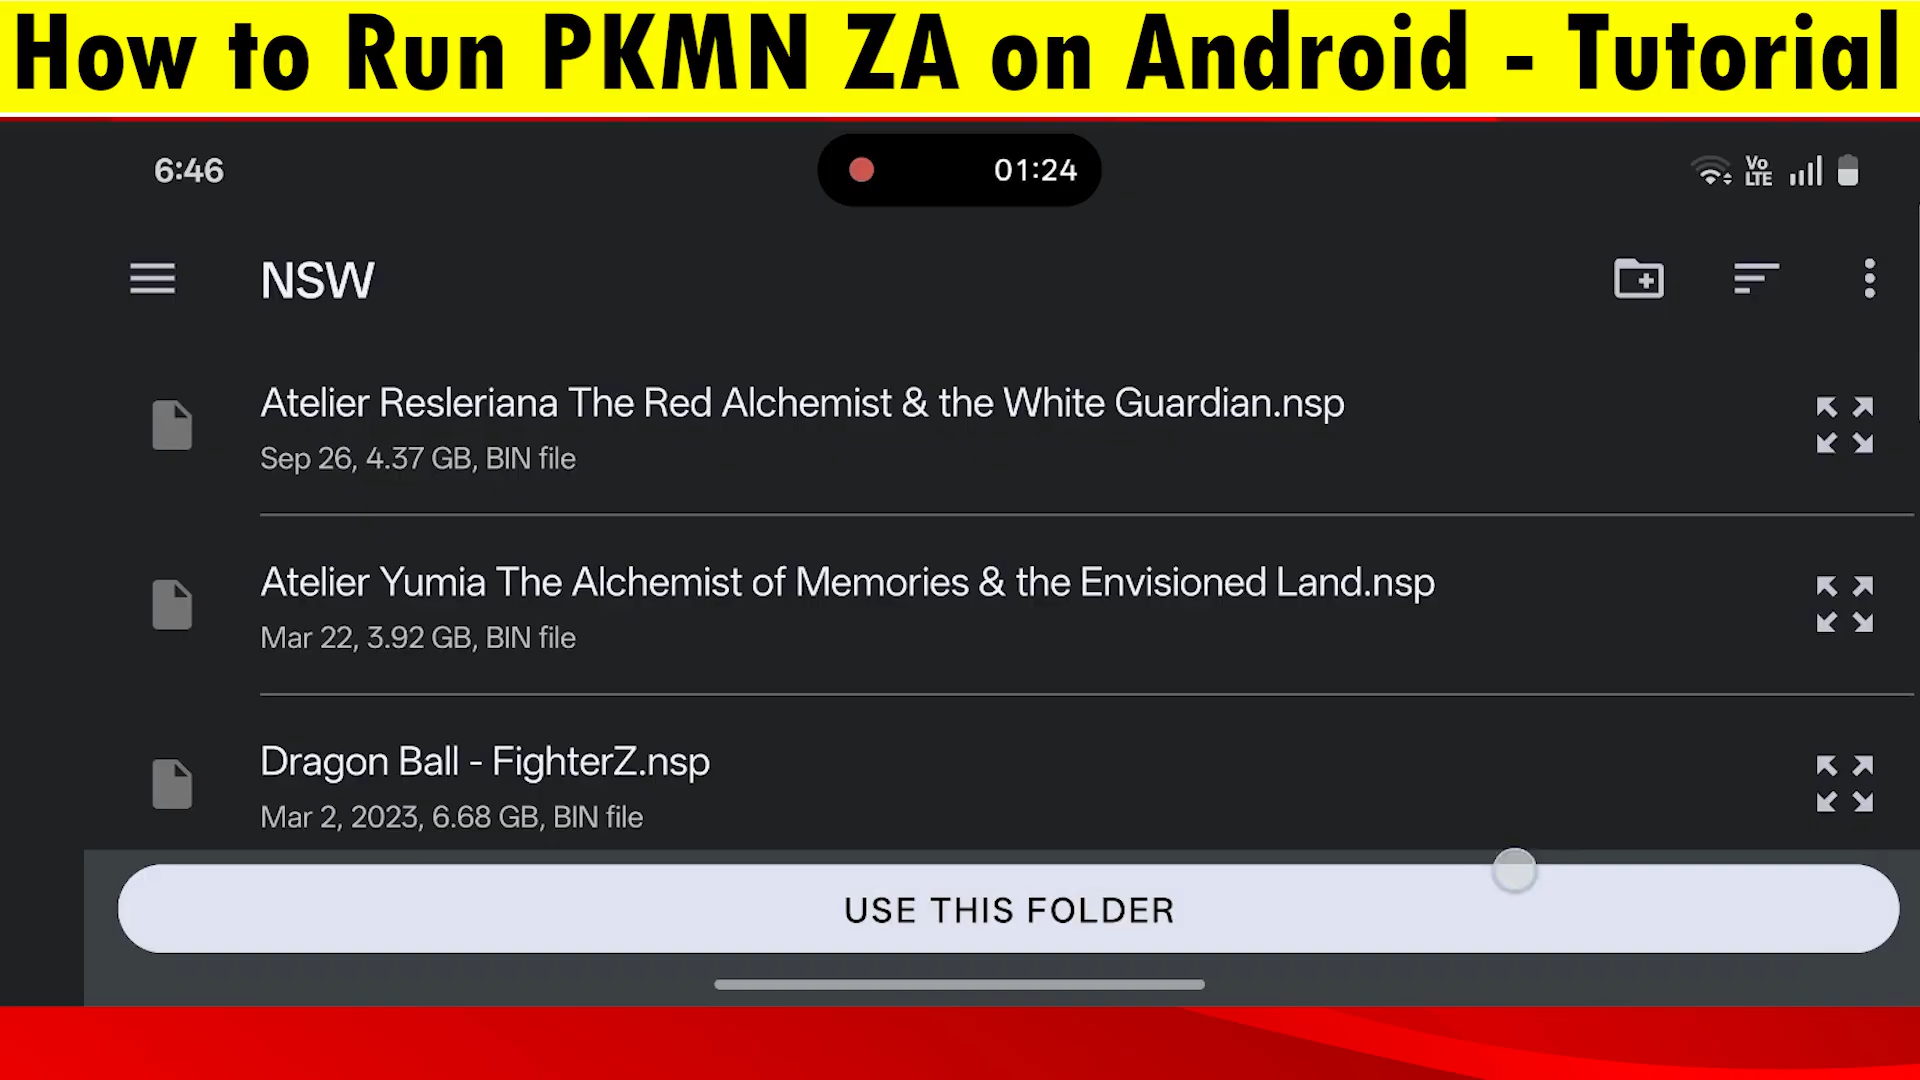 How to Run PKMN ZA on Android - Tutorial
6:46
01:24
Vo
LTE
NSW
Atelier Resleriana The Red Alchemist & the White Guardian.nsp
Sep 26, 4.37 GB, BIN file
Atelier Yumia The Alchemist of Memories & the Envisioned Land.nsp
Mar 22, 3.92 GB, BIN file
Dragon Ball - FighterZ.nsp
Mar 2, 2023, 6.68 GB, BIN file
USE THIS FOLDER